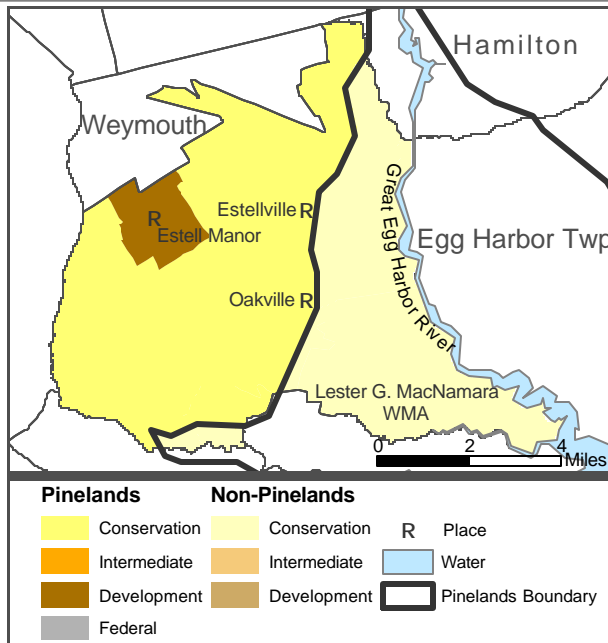 Hamilton
Weymouth
Great Egg Harbor River
Estellville R
R
Estell Manor
Egg Harbor Twp
Oakville R
Lester G. MacNamara
WMA
0 2 4
Miles
Pinelands Non-Pinelands
Conservation Conservation R Place
Intermediate Intermediate Water
Development Development Pinelands Boundary
Federal